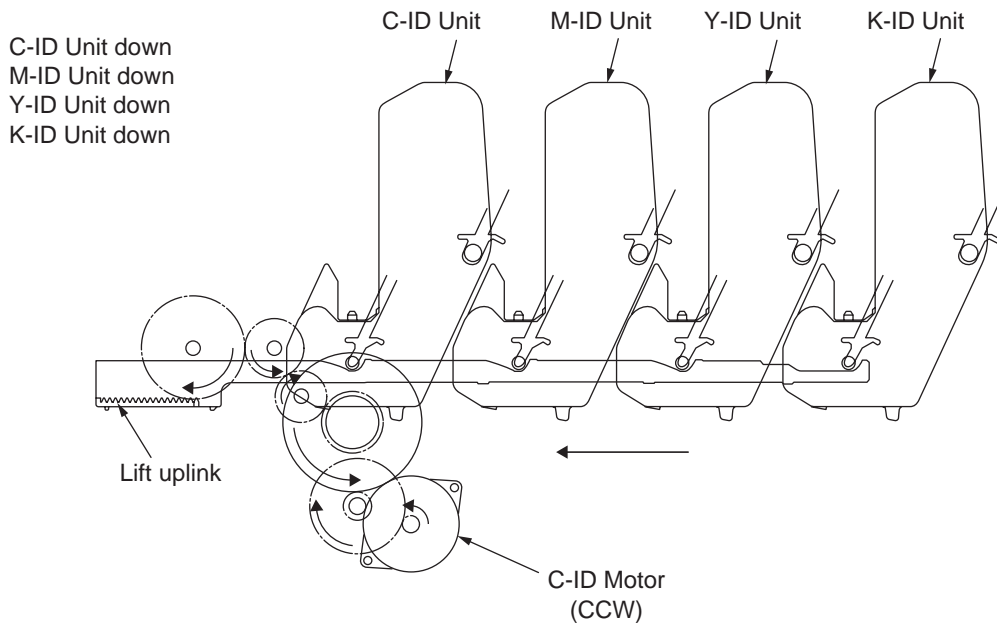 C-ID Unit
M-ID Unit
Y-ID Unit
K-ID Unit
C-ID Unit down
M-ID Unit down
Y-ID Unit down
K-ID Unit down
Lift uplink
C-ID Motor
(CCW)